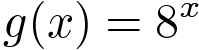 g(x) = 8^x